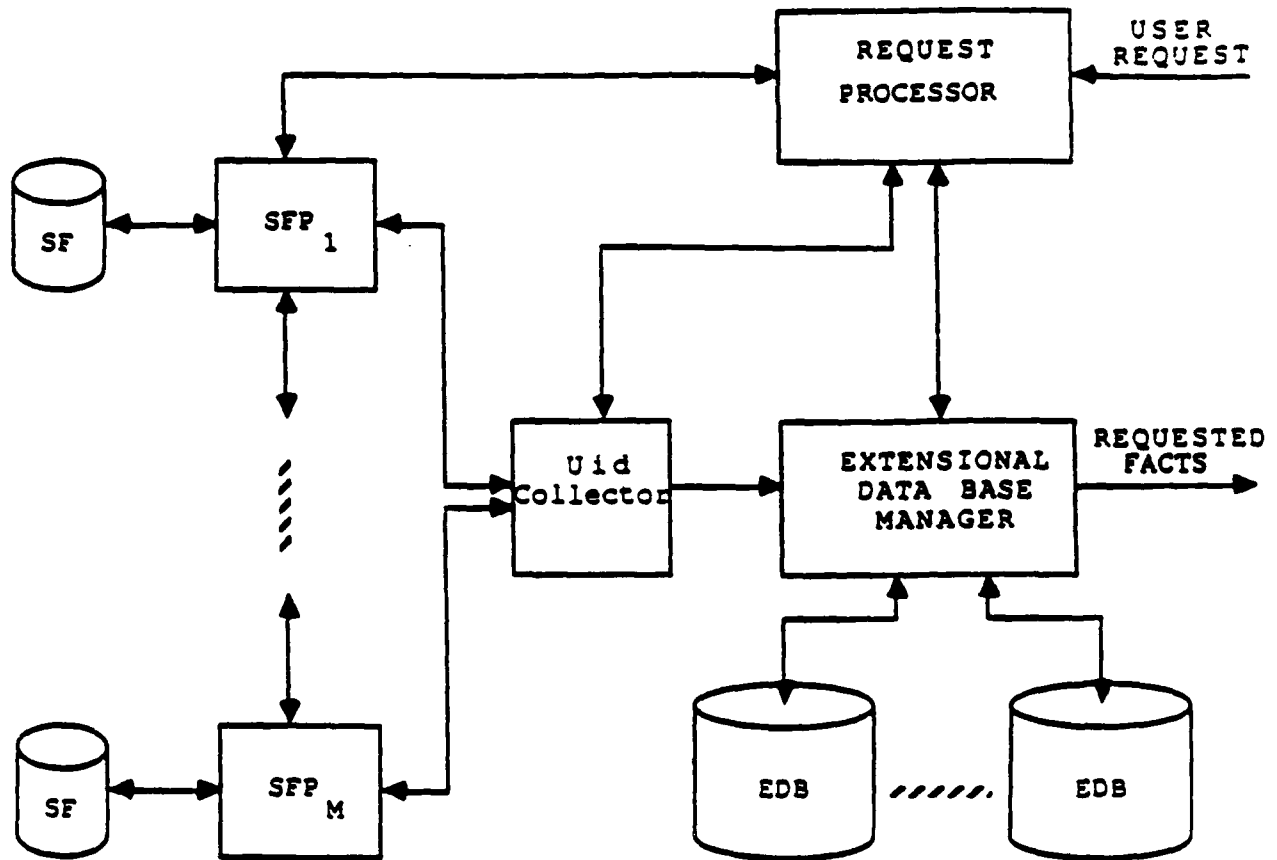 USER
REQUEST
REQUEST
PROCESSOR
SF
SFP 1
Uid
Collector
EXTENSIONAL
DATA BASE
MANAGER
REQUESTED
FACTS
SF
SFP M
EDB
EDB